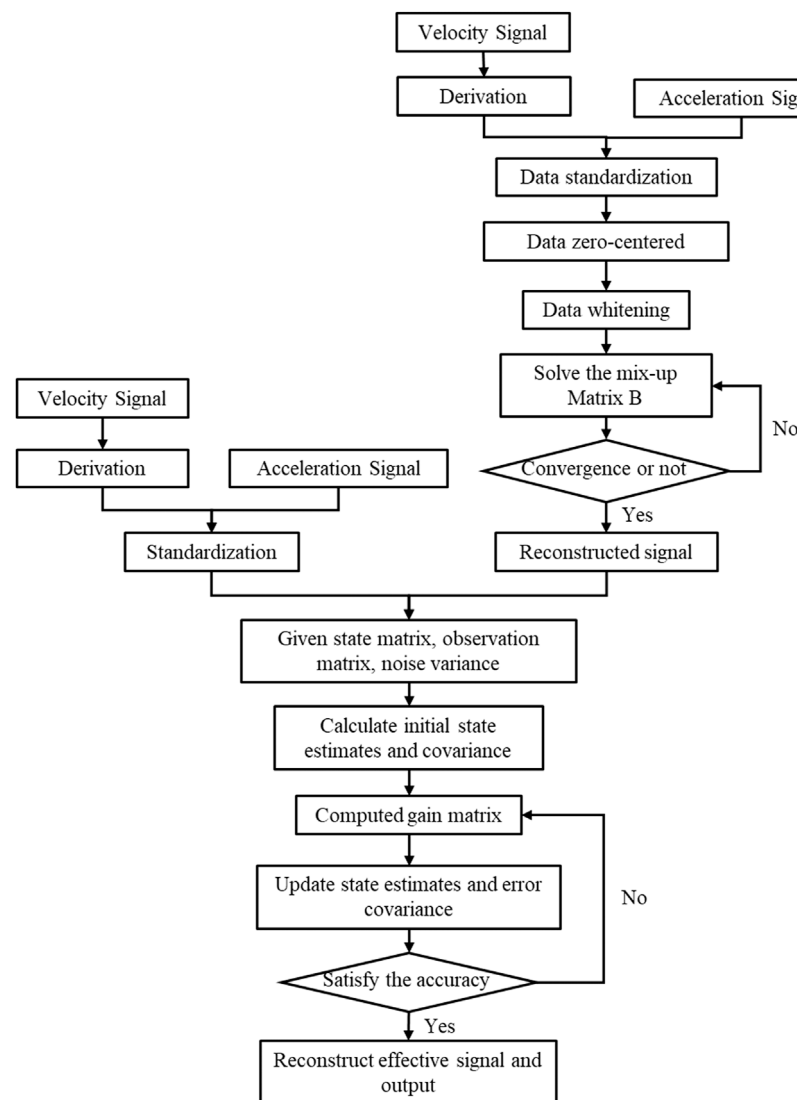 Velocity Signal
Derivation
Acceleration Sig
Data standardization
Data zero-centered
Data whitening
Solve the mix-up
Matrix B
No
Convergence or not
Yes
Reconstructed signal
Velocity Signal
Derivation
Acceleration Signal
Standardization
Given state matrix, observation
matrix, noise variance
Calculate initial state
estimates and covariance
Computed gain matrix
Update state estimates and error
covariance
No
Satisfy the accuracy
Yes
Reconstruct effective signal and
output